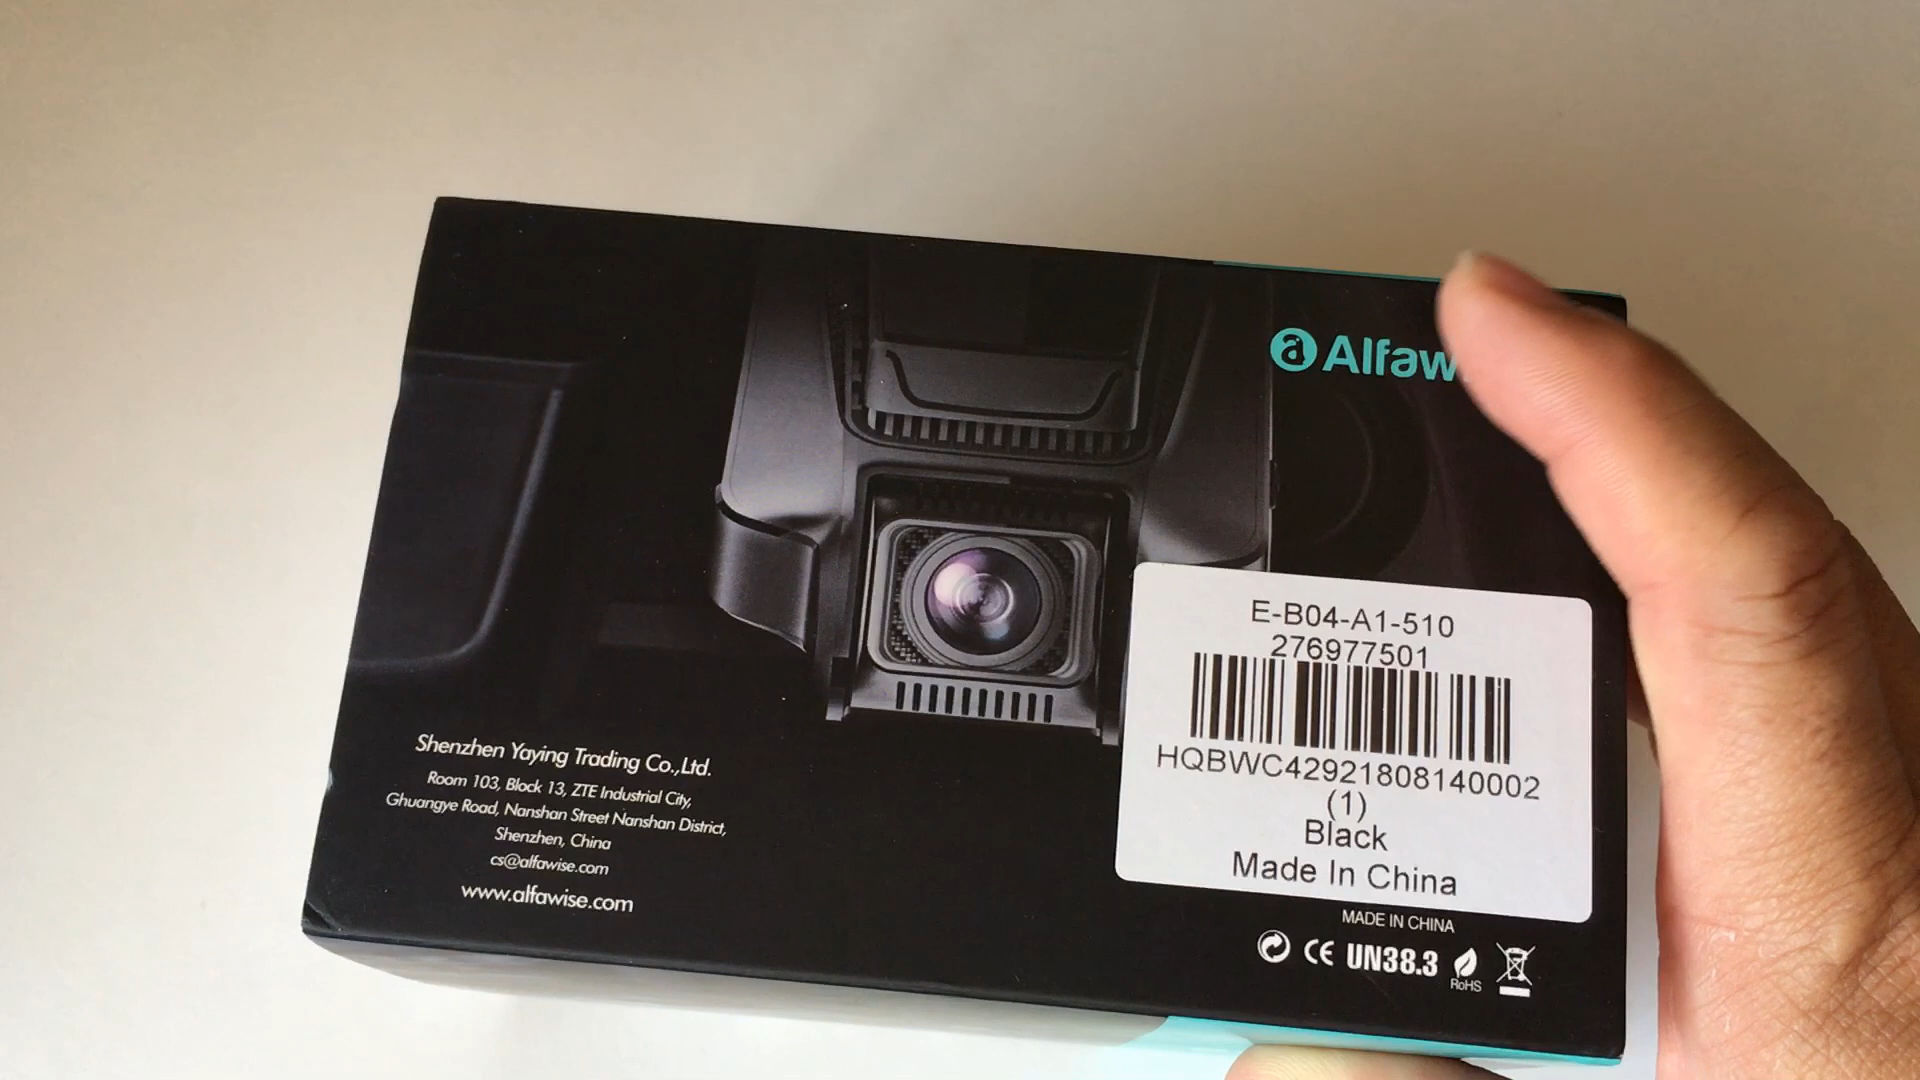 Alfaw
E-B04-A1-510
276977501
HQBWC42921808140002
(1)
Black
Made In China
Shenzhen Yaying Trading Co.,Ltd.
Room 103, Block 13, ZTE Industrial City,
Ghuangye Road, Nanshan Street Nanshan District,
Shenzhen, China
cs@alfawise.com
www.alfawise.com
MADE IN CHINA
CE UN38.3
RoHS